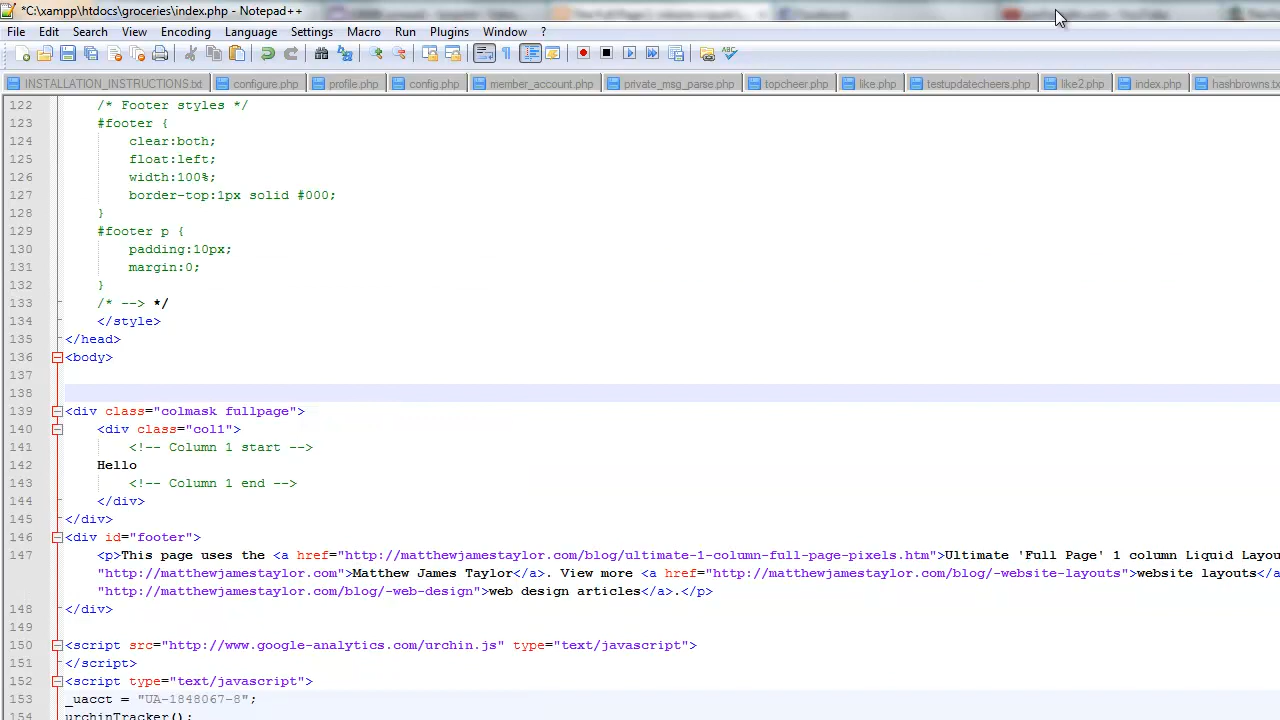 *C:\xampp\htdocs\groceries\index.php - Notepad++
File Edit Search View Encoding Language Settings Macro Run Plugins Window ?
INSTALLATION_INSTRUCTIONS.txt configure.php profile.php config.php member_account.php private_msg_parse.php topcheer.php like.php testupdatecheers.php like2.php index.php hashbrowns.tx
122 /* Footer styles */
123 #footer {
124 clear:both;
125 float:left;
126 width:100%;
127 border-top:1px solid #000;
128 }
129 #footer p {
130 padding:10px;
131 margin:0;
132 }
133 /* --> */
134 </style>
135 </head>
136 <body>
137
138
139 <div class="colmask fullpage">
140 <div class="col1">
141 <!-- Column 1 start -->
142 Hello
143 <!-- Column 1 end -->
144 </div>
145 </div>
146 <div id="footer">
147 <p>This page uses the <a href="http://matthewjamestaylor.com/blog/ultimate-1-column-full-page-pixels.htm">Ultimate 'Full Page' 1 column Liquid Layou
"http://matthewjamestaylor.com">Matthew James Taylor</a>. View more <a href="http://matthewjamestaylor.com/blog/-website-layouts">website layouts</a
"http://matthewjamestaylor.com/blog/-web-design">web design articles</a>.</p>
148 </div>
149
150 <script src="http://www.google-analytics.com/urchin.js" type="text/javascript">
151 </script>
152 <script type="text/javascript">
153 _uacct = "UA-1848067-8";
154 urchinTracker();